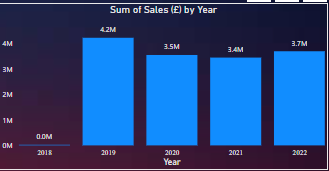 Sum of Sales (£) by Year
4.2M
3.5M
3.4M
3.7M
0.0M
4M
3M
2M
1M
0M
2018 2019 2020 2021 2022
Year